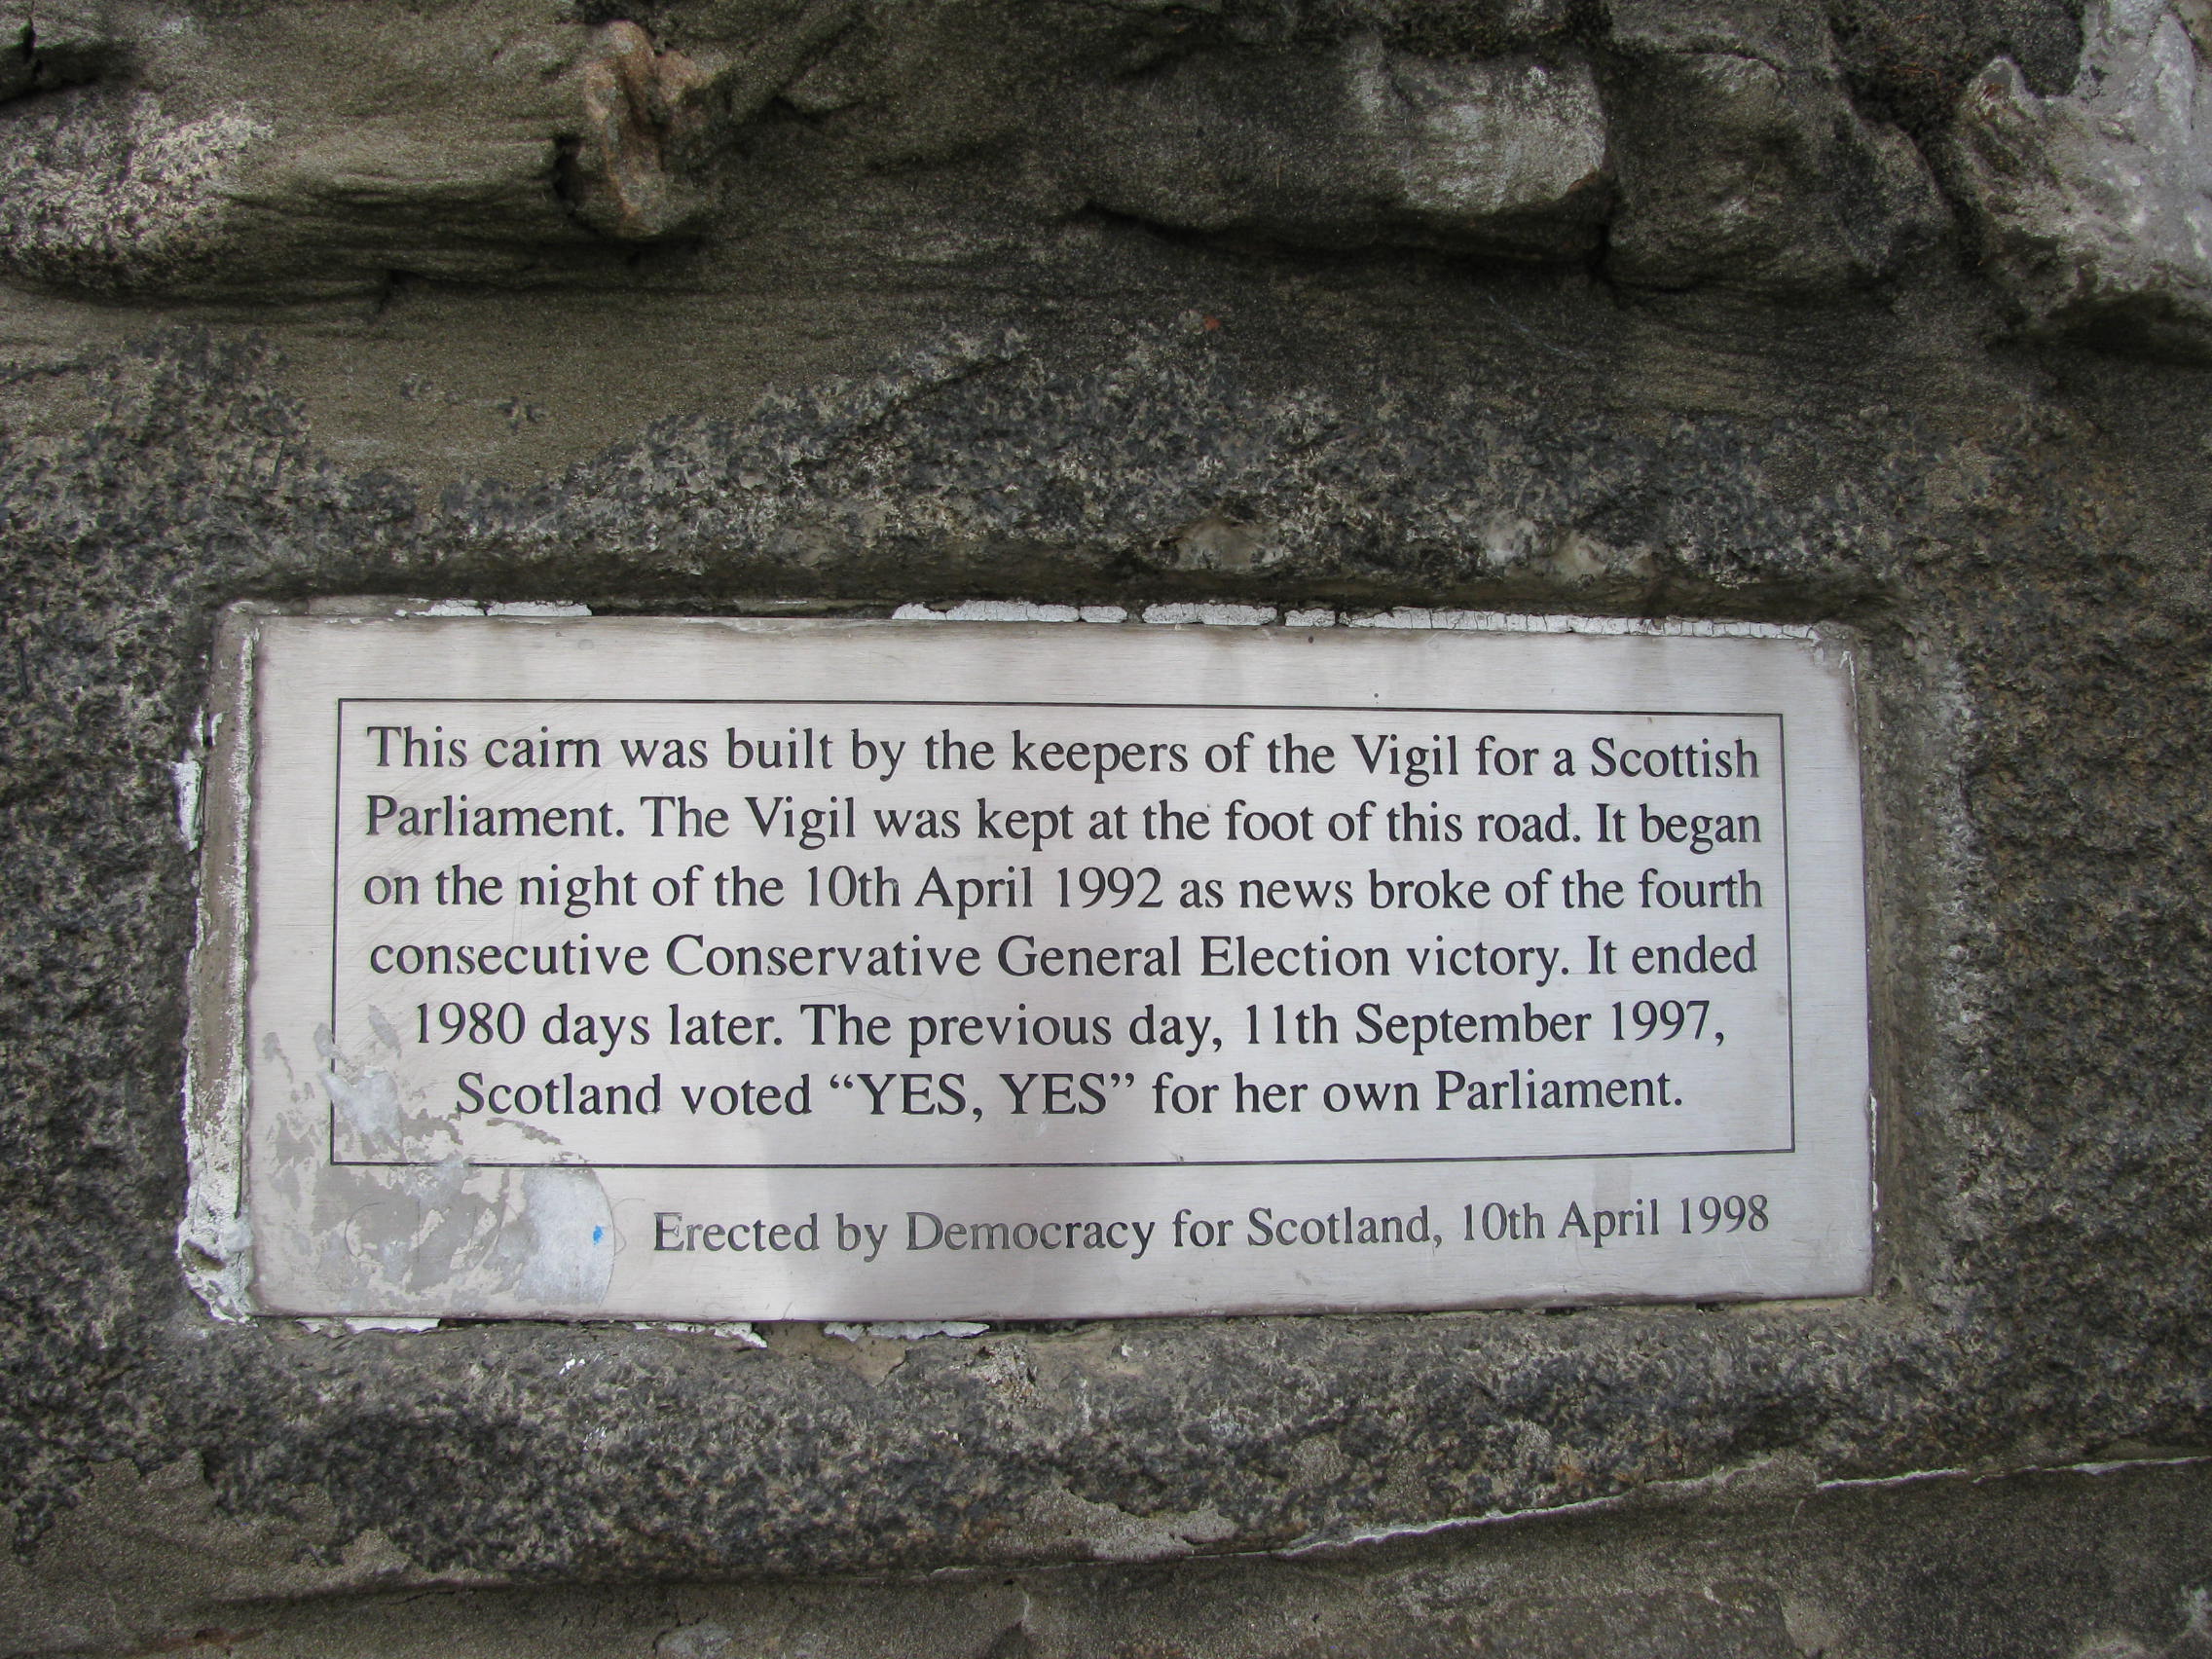 This cairn was built by the keepers of the Vigil for a Scottish
Parliament. The Vigil was kept at the foot of this road. It began
on the night of the 10th April 1992 as news broke of the fourth
consecutive Conservative General Election victory. It ended
1980 days later. The previous day, 11th September 1997,
Scotland voted “YES, YES” for her own Parliament.
Erected by Democracy for Scotland, 10th April 1998